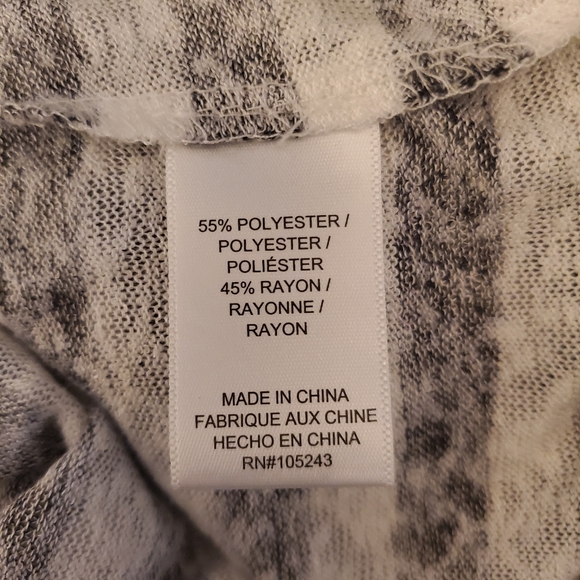 55% POLYESTER /
POLYESTER /
POLIÉSTER
45% RAYON /
RAYONNE /
RAYON
MADE IN CHINA
FABRIQUE AUX CHINE
HECHO EN CHINA
RN#105243